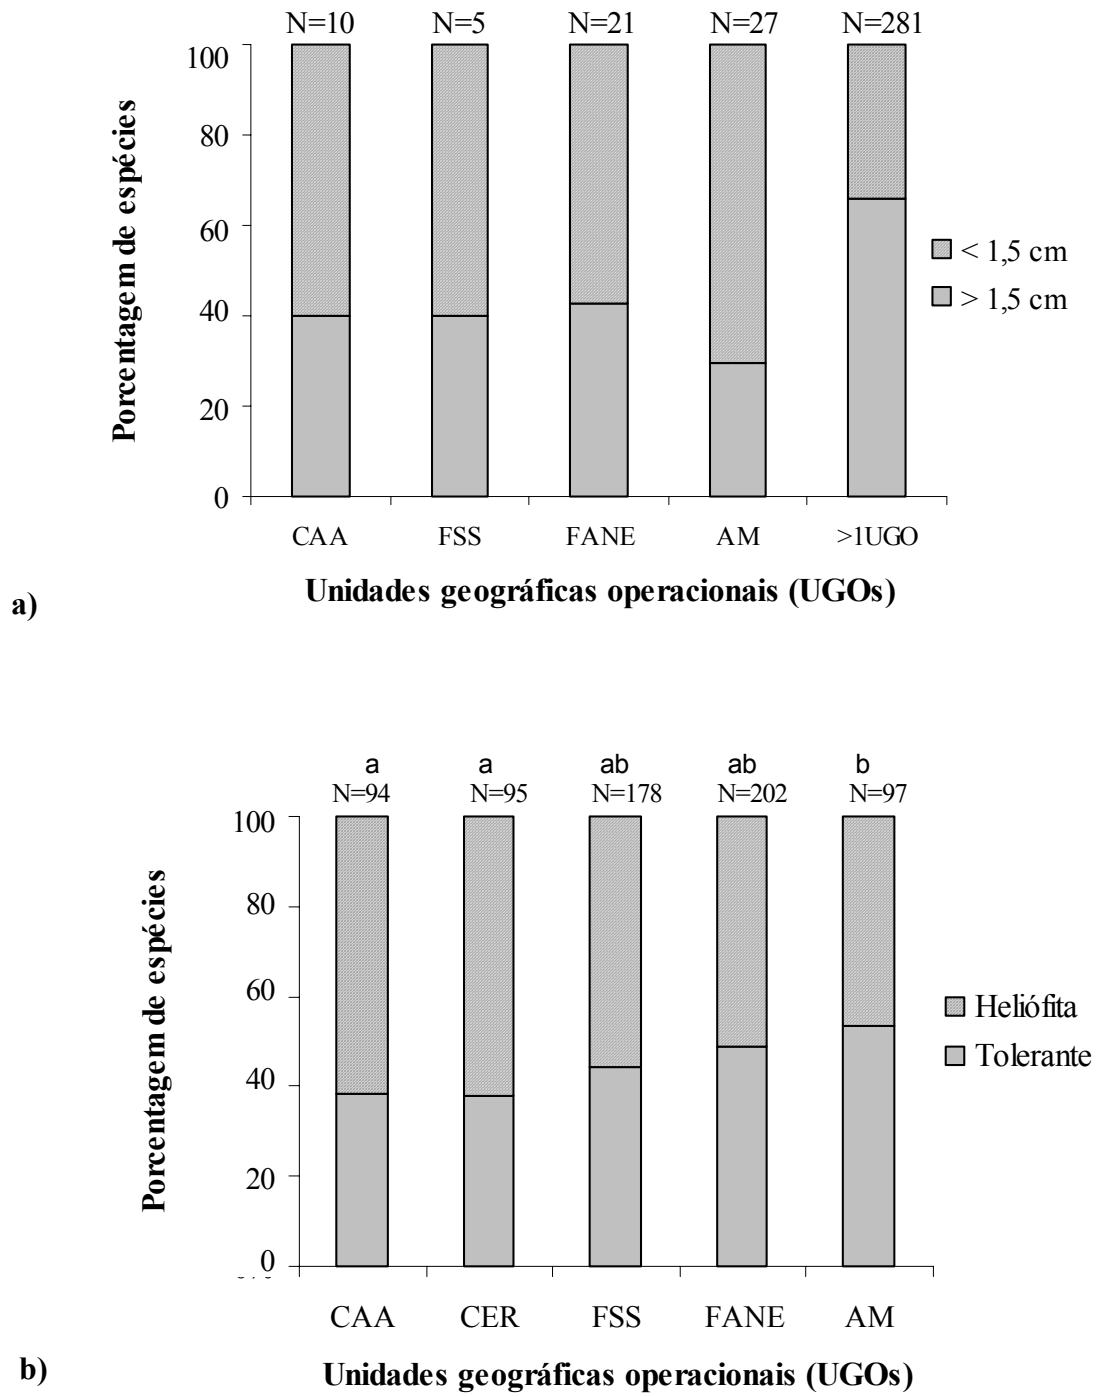 N=10 N=5 N=21 N=27 N=281
100
80
60
40
20
0
Porcentagem de espécies
< 1,5 cm
> 1,5 cm
CAA FSS FANE AM >1UGO
Unidades geográficas operacionais (UGOs)
a)
a a ab ab b
N=94 N=95 N=178 N=202 N=97
100
80
60
40
20
0
Porcentagem de espécies
Heliófita
Tolerante
CAA CER FSS FANE AM
Unidades geográficas operacionais (UGOs)
b)